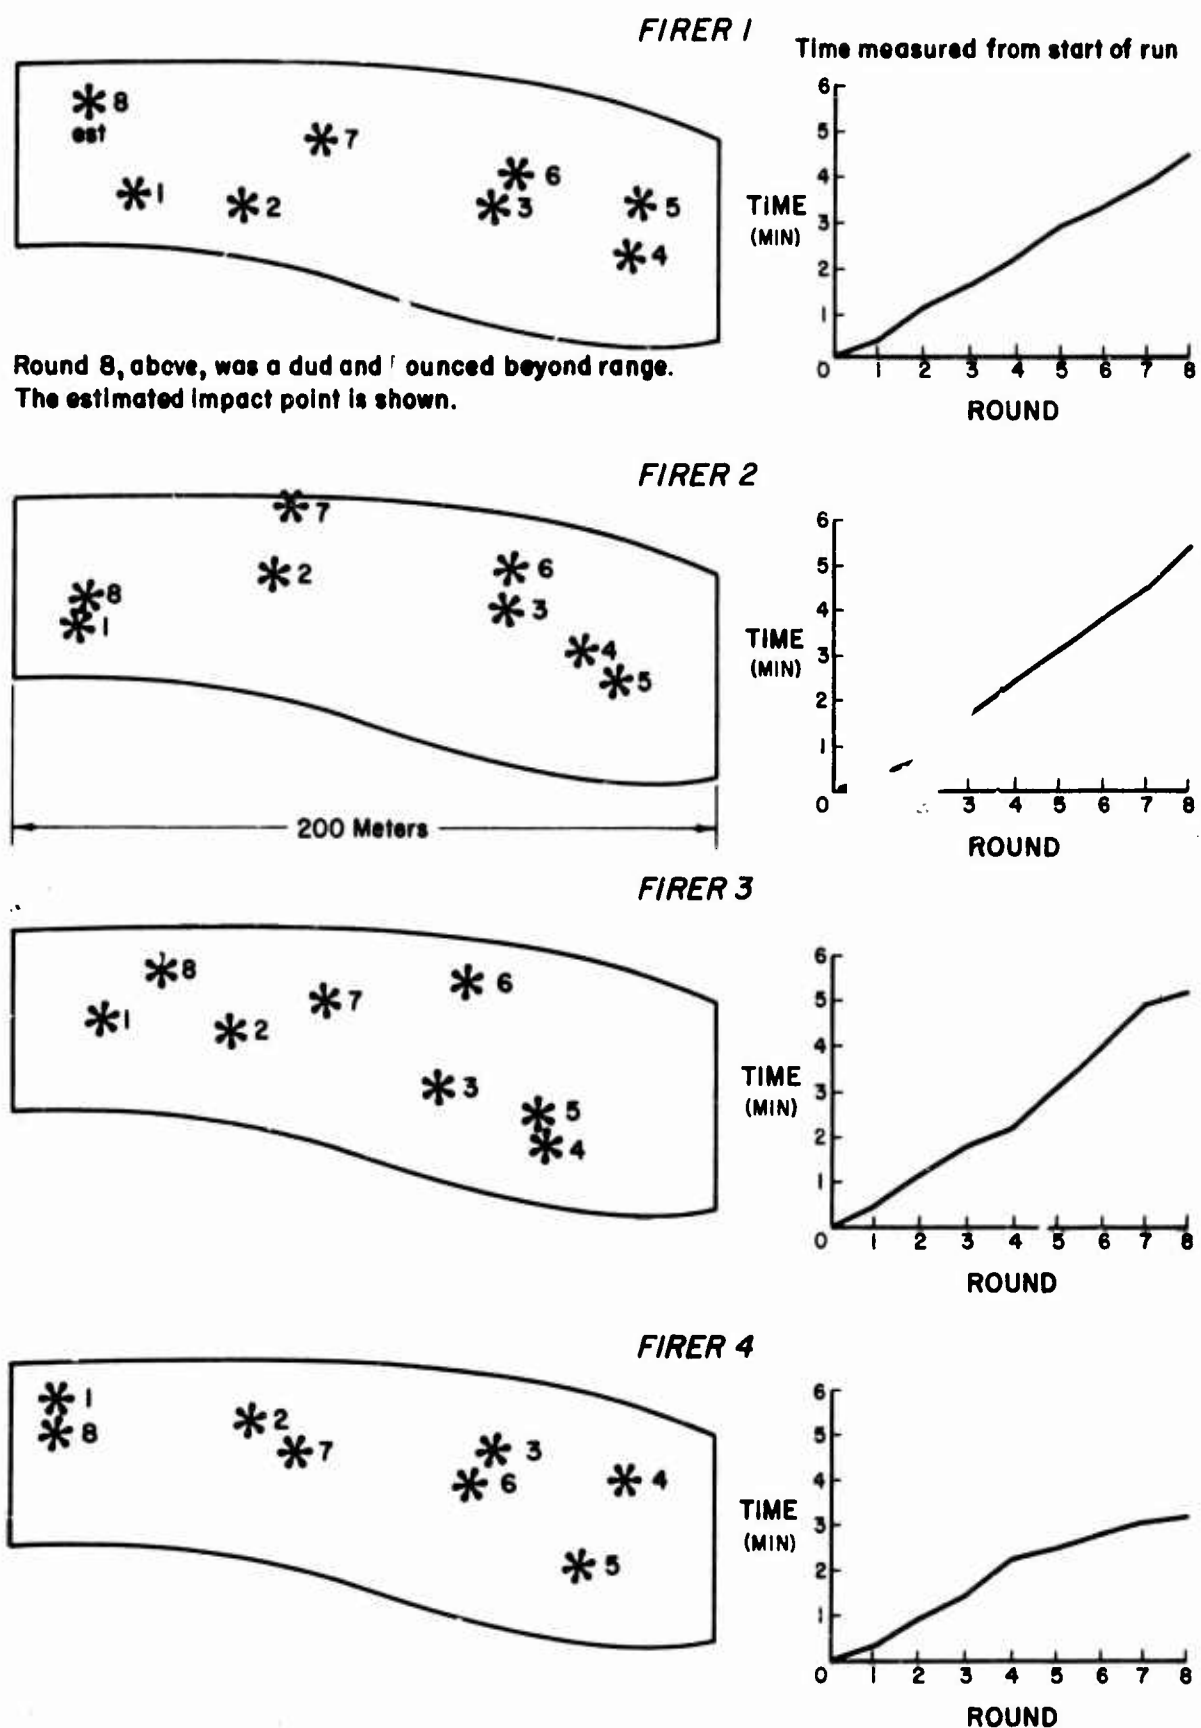 FIRER 1
Time measured from start of run
8
est
1
2
7
6
3
5
4
6
5
4
3
2
1
TIME
(MIN)
0 1 2 3 4 5 6 7 8
ROUND
Round 8, above, was a dud and ounced beyond range.
The estimated impact point is shown.
FIRER 2
7
2
8
1
6
3
4
5
200 Meters
6
5
4
3
2
1
TIME
(MIN)
0 3 4 5 6 7 8
ROUND
FIRER 3
8
1
2
7
6
3
5
4
6
5
4
3
2
1
TIME
(MIN)
0 1 2 3 4 5 6 7 8
ROUND
FIRER 4
1
8
2
7
3
6
4
5
6
5
4
3
2
1
TIME
(MIN)
0 1 2 3 4 5 6 7 8
ROUND